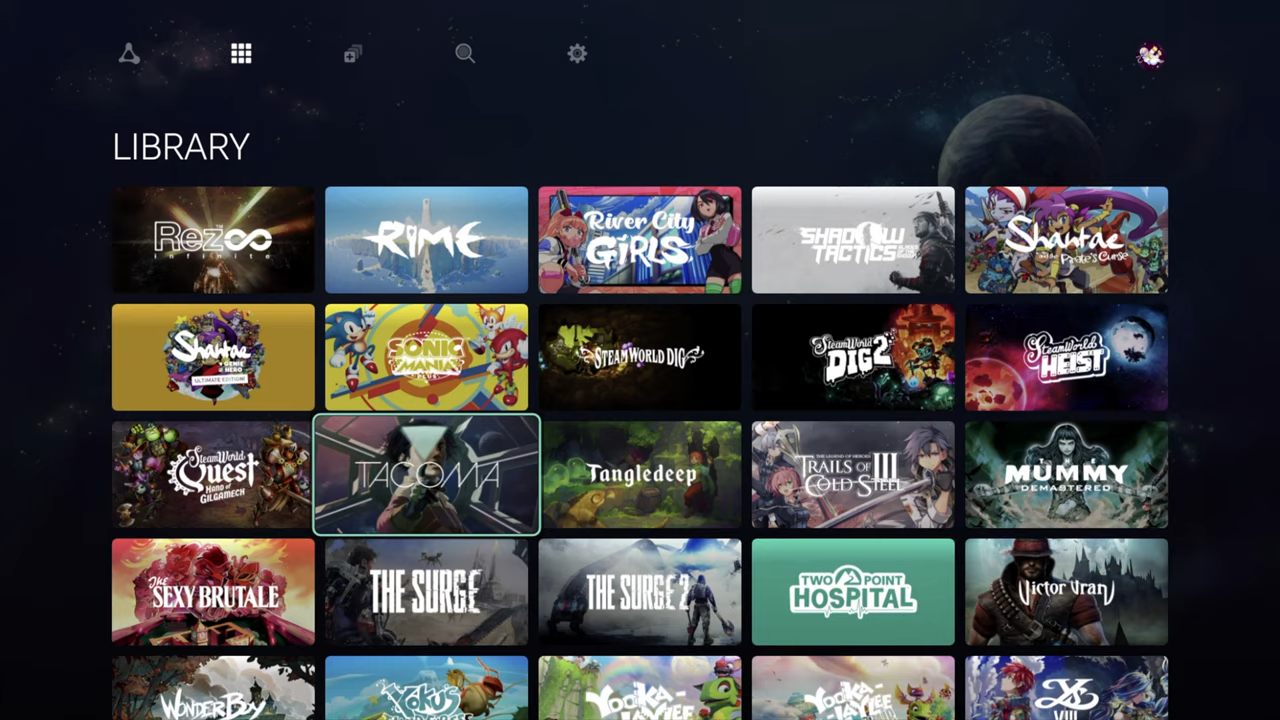 LIBRARY
Rez∞
infinite
RiME
River City
GiRLS
SHADOW
TACTICS
Shantae
and the Pirate's Curse
Shantae
½ GENIE
HERO
ULTIMATE EDITION
SONIC
MANIA
STEAMWORLD DIG
SteamWorld
DIG 2
SteamWorld
HEIST
SteamWorld
Quest
Hand of
GILGAMECH
TACOMA
Tangledeep
THE LEGEND OF HEROES
TRAILS OF
COLD STEEL
III
MUMMY
DEMASTERED
The
SEXY BRUTALE
THE SURGE
THE SURGE 2
TWO POINT
HOSPITAL
Victor Vran
WONDER BOY
Yoku's
YOOKA-
LAYLEE
YOOKA-
LAYLEE
YS
VIII